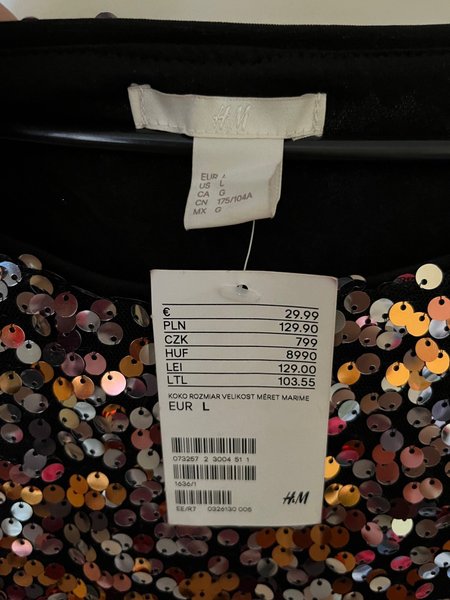 H&M
EUR
US L
CA G
CN 175/104A
MX G
€ 29.99
PLN 129.90
CZK 799
HUF 8990
LEI 129.00
LTL 103.55
KOKO ROZMIAR VELIKOST MÉRET MARIME
EUR L
073257 2 3004 51 1
1636/1
EE/R7 0326130 006
H&M